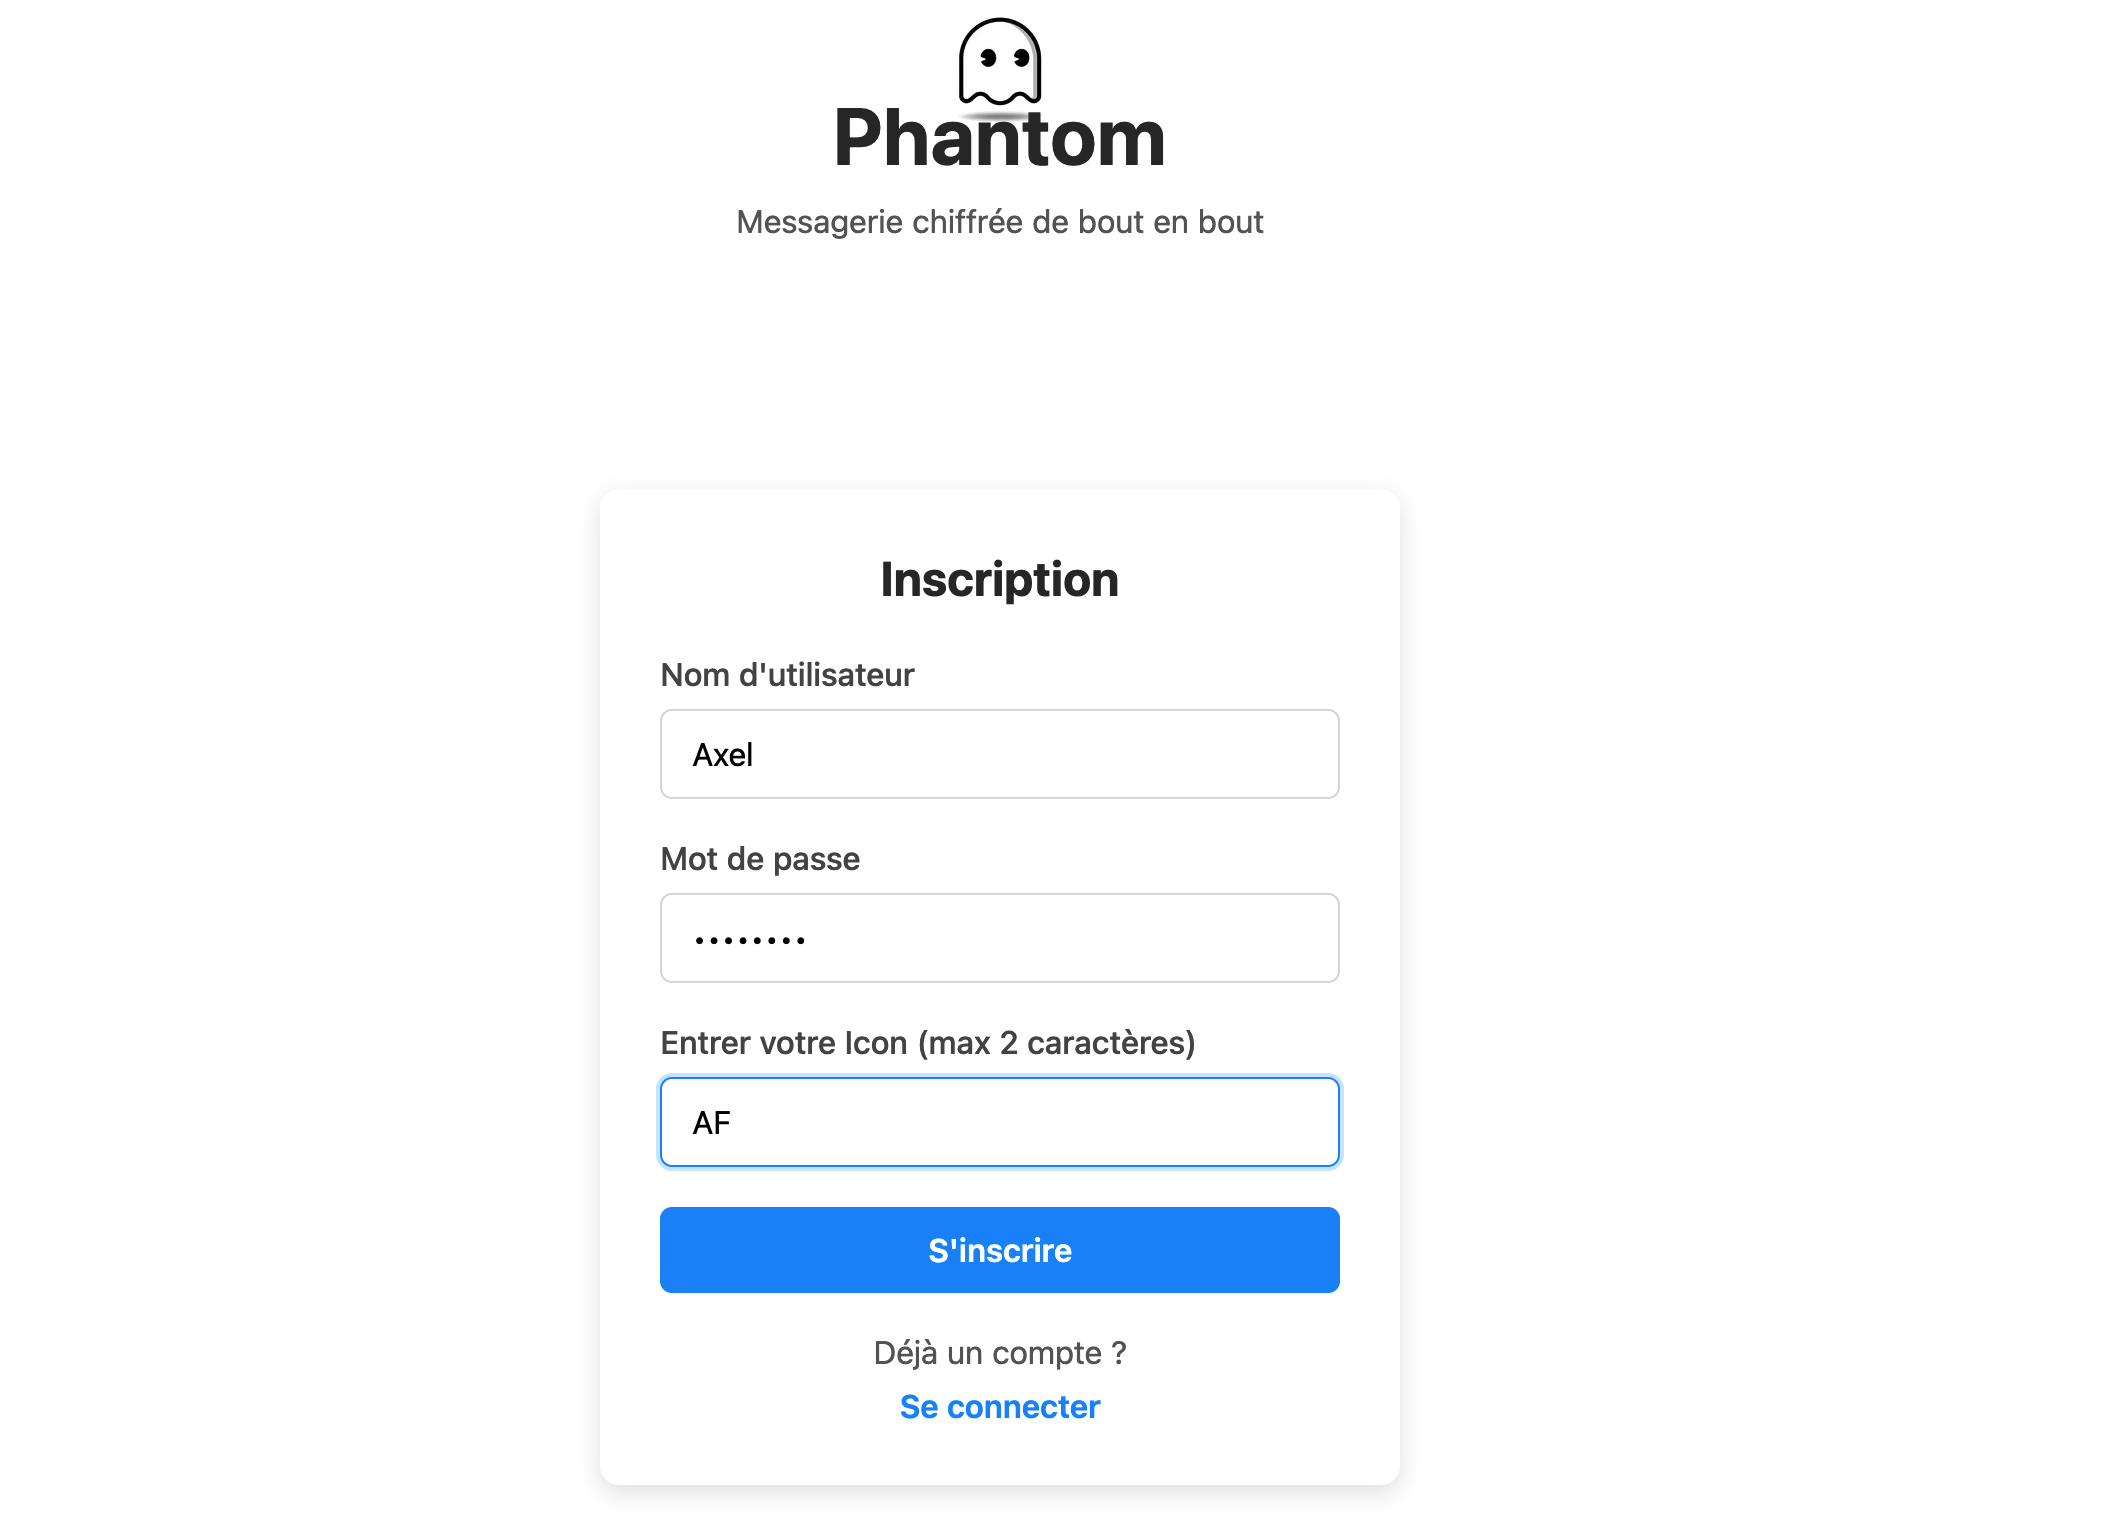 Phantom
Messagerie chiffrée de bout en bout
Inscription
Nom d'utilisateur
Axel
Mot de passe
••••••••
Entrer votre Icon (max 2 caractères)
AF
S'inscrire
Déjà un compte ?
Se connecter